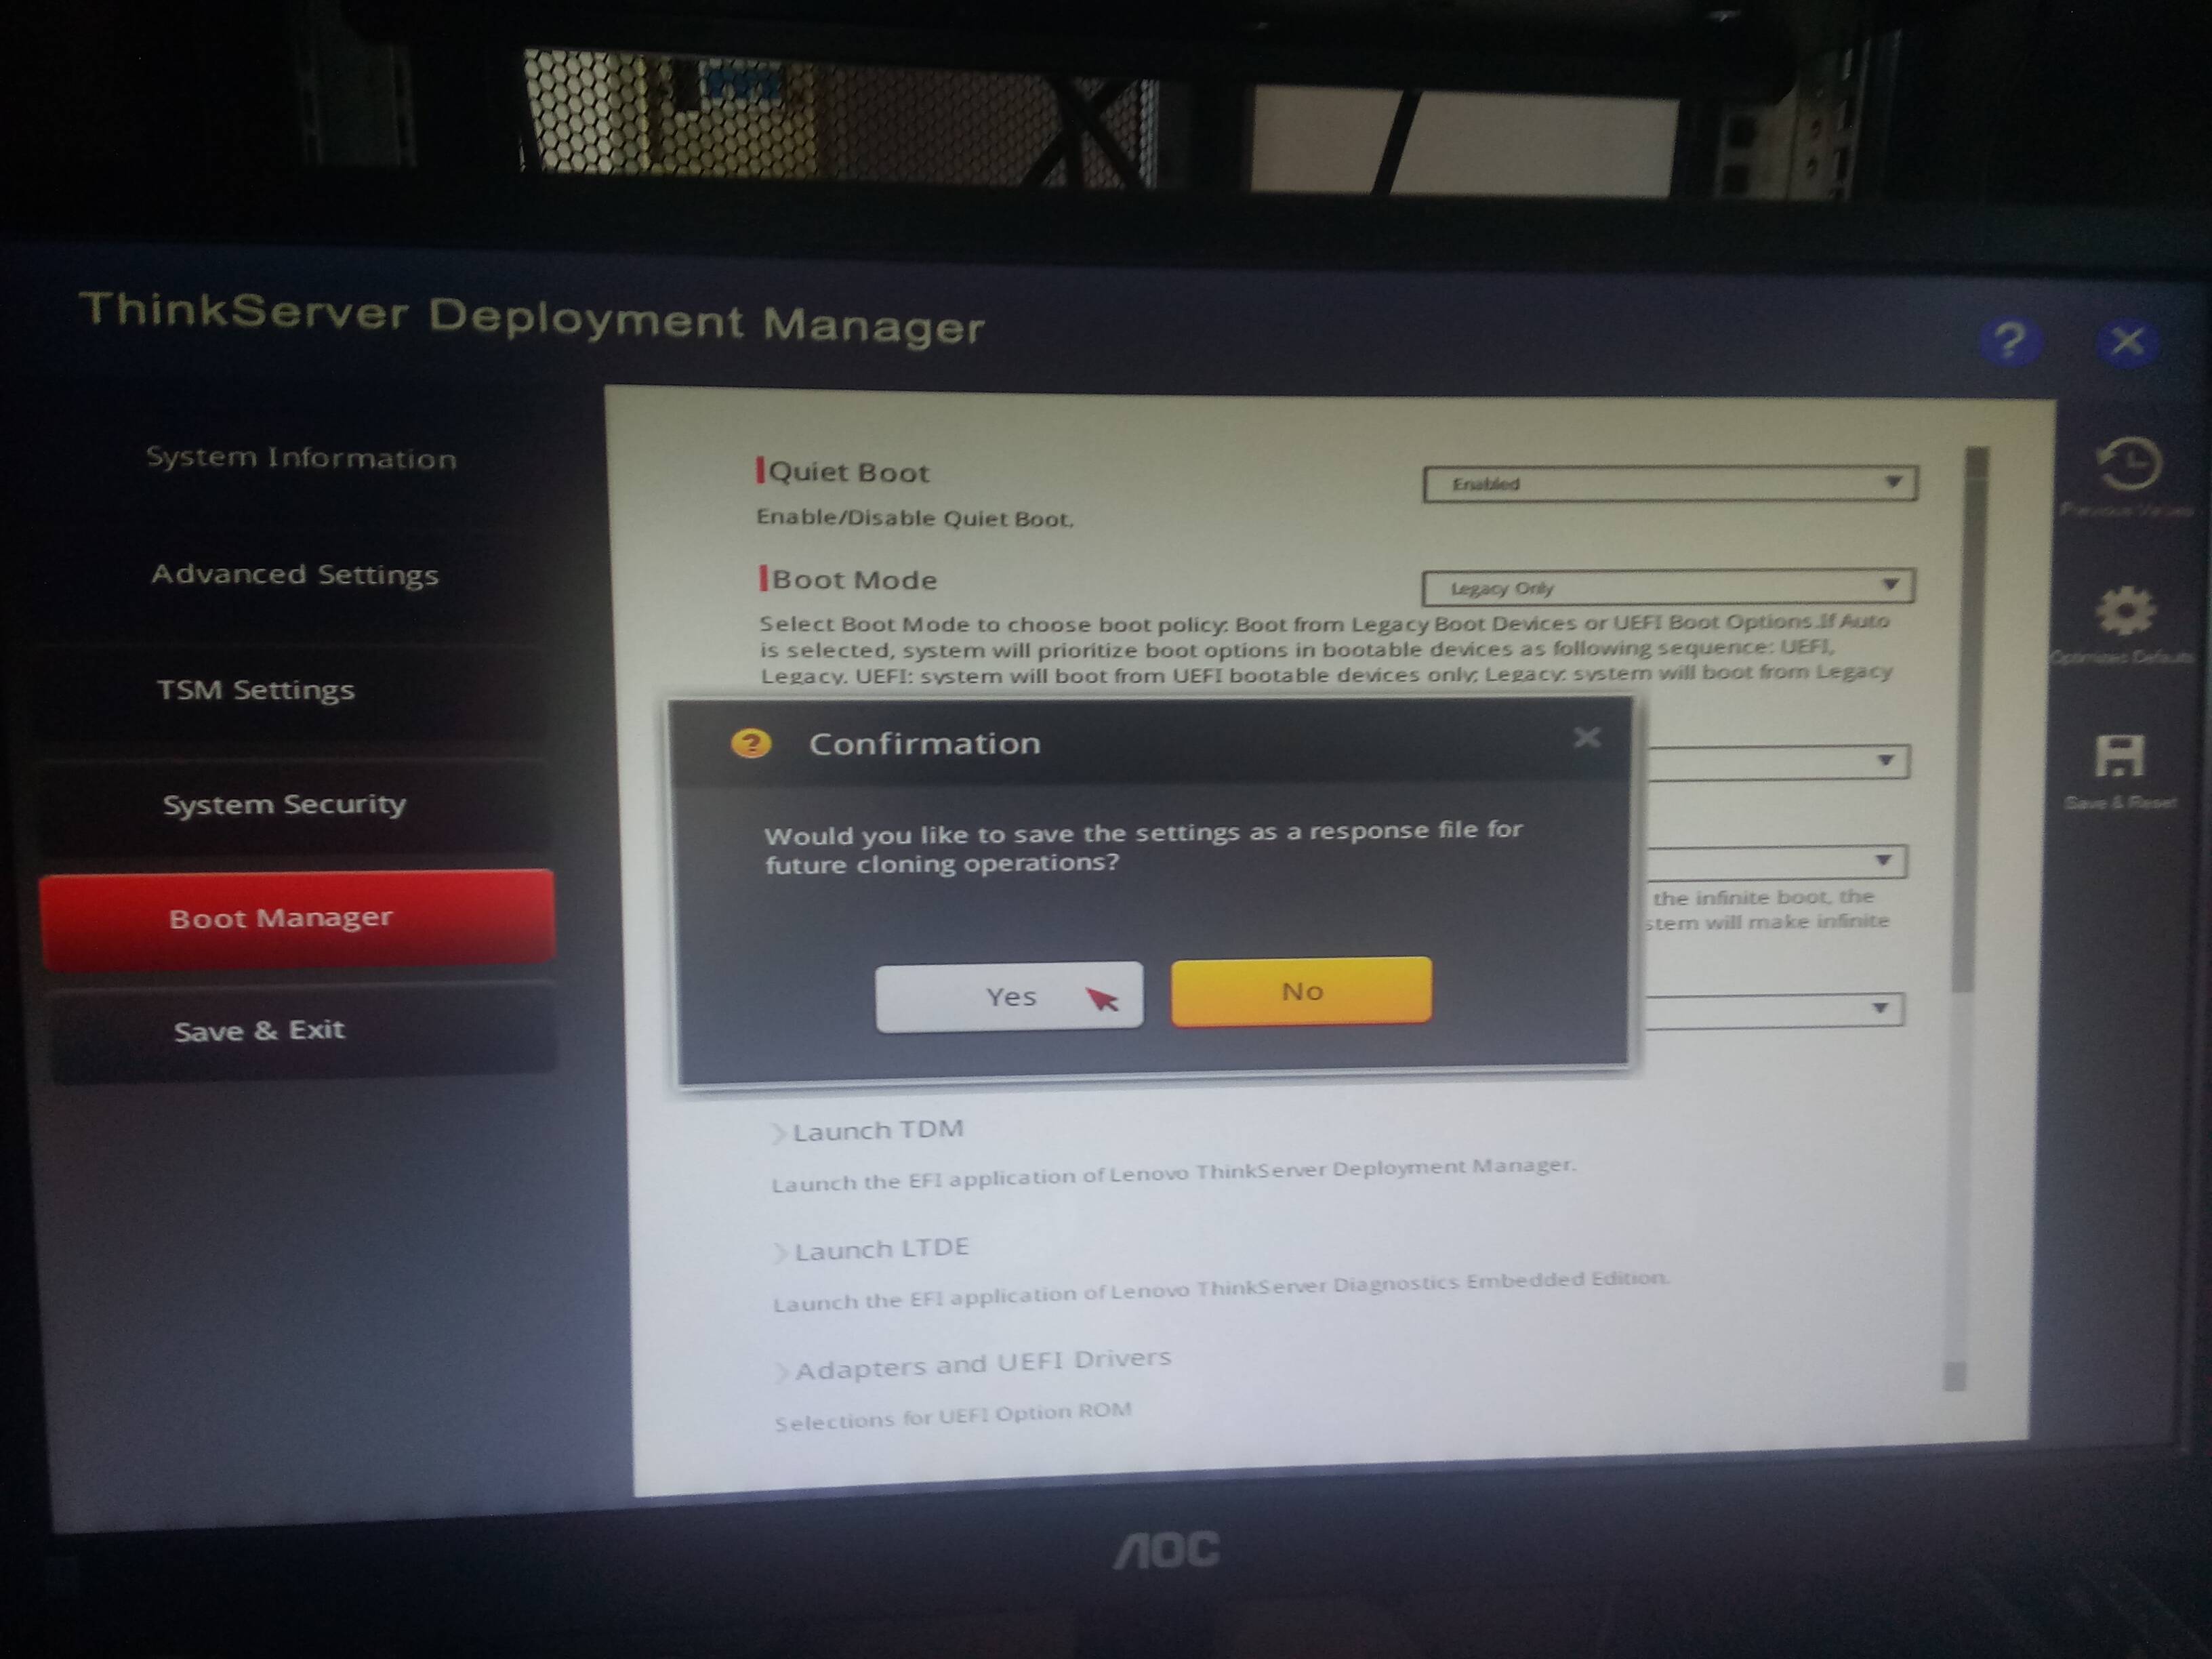 ThinkServer Deployment Manager
?
System Information
Advanced Settings
TSM Settings
System Security
Boot Manager
Save & Exit
Quiet Boot
Enabled
Enable/Disable Quiet Boot.
Boot Mode
Legacy Only
Select Boot Mode to choose boot policy: Boot from Legacy Boot Devices or UEFI Boot Options.If Auto
is selected, system will prioritize boot options in bootable devices as following sequence: UEFI,
Legacy. UEFI: system will boot from UEFI bootable devices only; Legacy: system will boot from Legacy
? Confirmation
Would you like to save the settings as a response file for
future cloning operations?
Yes
No
the infinite boot, the
stem will make infinite
Launch TDM
Launch the EFI application of Lenovo ThinkServer Deployment Manager.
Launch LTDE
Launch the EFI application of Lenovo ThinkServer Diagnostics Embedded Edition.
Adapters and UEFI Drivers
Selections for UEFI Option ROM
Previous Values
Optimized Defaults
Save & Reset
AOC